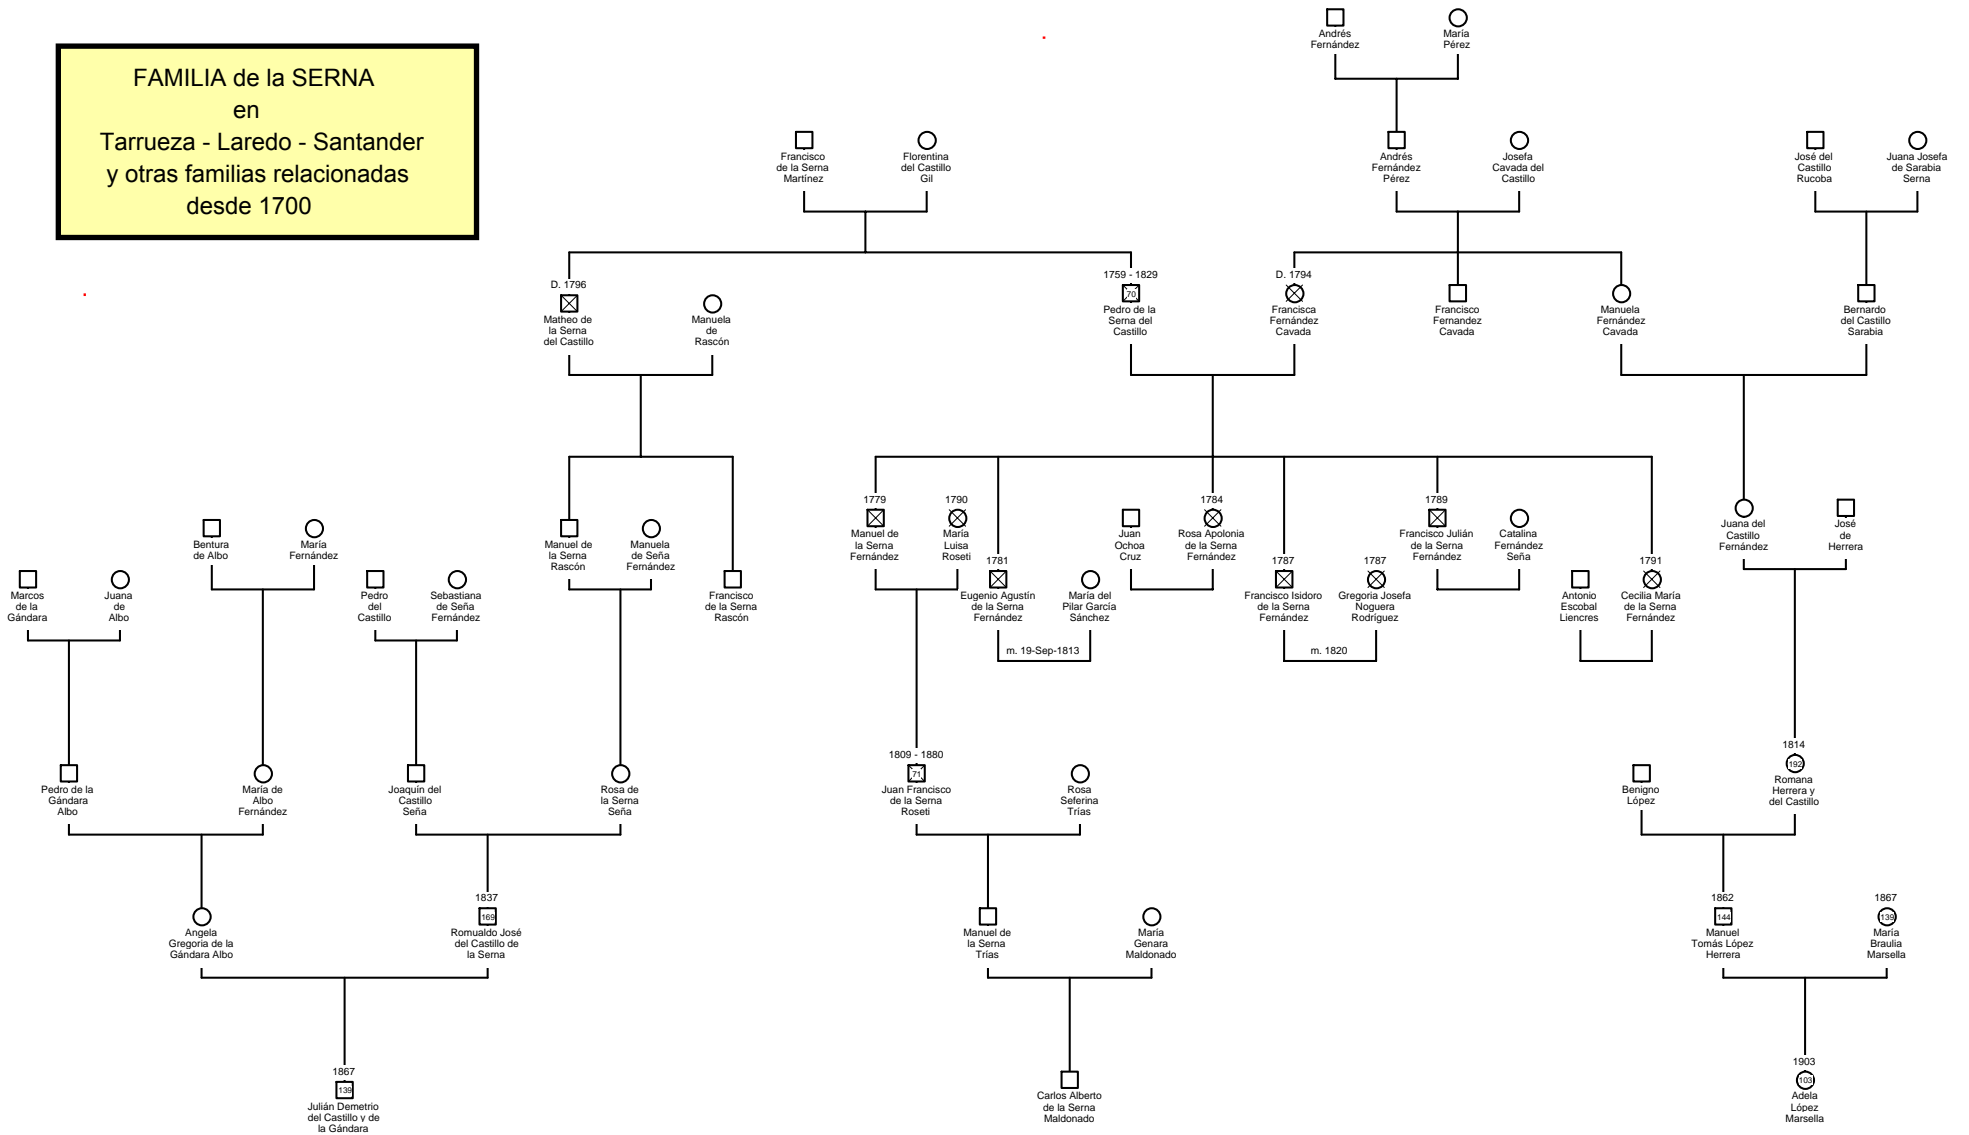 FAMILIA de la SERNA
en
Tarrueza - Laredo - Santander
y otras familias relacionadas
desde 1700
Andrés
Fernández
María
Pérez
Francisco
de la Serna
Martínez
Florentina
del Castillo
Gil
Andrés
Fernández
Pérez
Josefa
Cavada del
Castillo
José del
Castillo
Rucoba
Juana Josefa
de Sarabia
Serna
D. 1796
Matheo de
la Serna
del Castillo
Manuela
de
Rascón
1759 - 1829
70
Pedro de la
Serna del
Castillo
D. 1794
Francisca
Fernández
Cavada
Francisco
Fernandez
Cavada
Manuela
Fernández
Cavada
Bernardo
del Castillo
Sarabia
Bentura
de Albo
María
Fernández
Manuel de
la Serna
Rascón
Manuela
de Seña
Fernández
Francisco
de la Serna
Rascón
1779
Manuel de
la Serna
Fernández
1790
María
Luisa
Roseti
1781
Eugenio Agustín
de la Serna
Fernández
María del
Pilar García
Sánchez
m. 19-Sep-1813
Juan
Ochoa
Cruz
1784
Rosa Apolonia
de la Serna
Fernández
1787
Francisco Isidoro
de la Serna
Fernández
1787
Gregoria Josefa
Noguera
Rodríguez
m. 1820
1789
Francisco Julián
de la Serna
Fernández
Catalina
Fernández
Seña
Antonio
Escobal
Liencres
1791
Cecilia María
de la Serna
Fernández
Juana del
Castillo
Fernández
José
de
Herrera
Marcos
de la
Gándara
Juana
de
Albo
Pedro
del
Castillo
Sebastiana
de Seña
Fernández
Pedro de la
Gándara
Albo
María de
Albo
Fernández
Joaquín del
Castillo
Seña
Rosa de
la Serna
Seña
1809 - 1880
71
Juan Francisco
de la Serna
Roseti
Rosa
Seferina
Trías
Benigno
López
1814
192
Romana
Herrera y
del Castillo
Angela
Gregoria de la
Gándara Albo
1837
169
Romualdo José
del Castillo de
la Serna
Manuel de
la Serna
Trías
María
Genara
Maldonado
1862
144
Manuel
Tomás López
Herrera
1867
139
María
Braulia
Marsella
1867
139
Julián Demetrio
del Castillo y de
la Gándara
Carlos Alberto
de la Serna
Maldonado
1903
103
Adela
López
Marsella